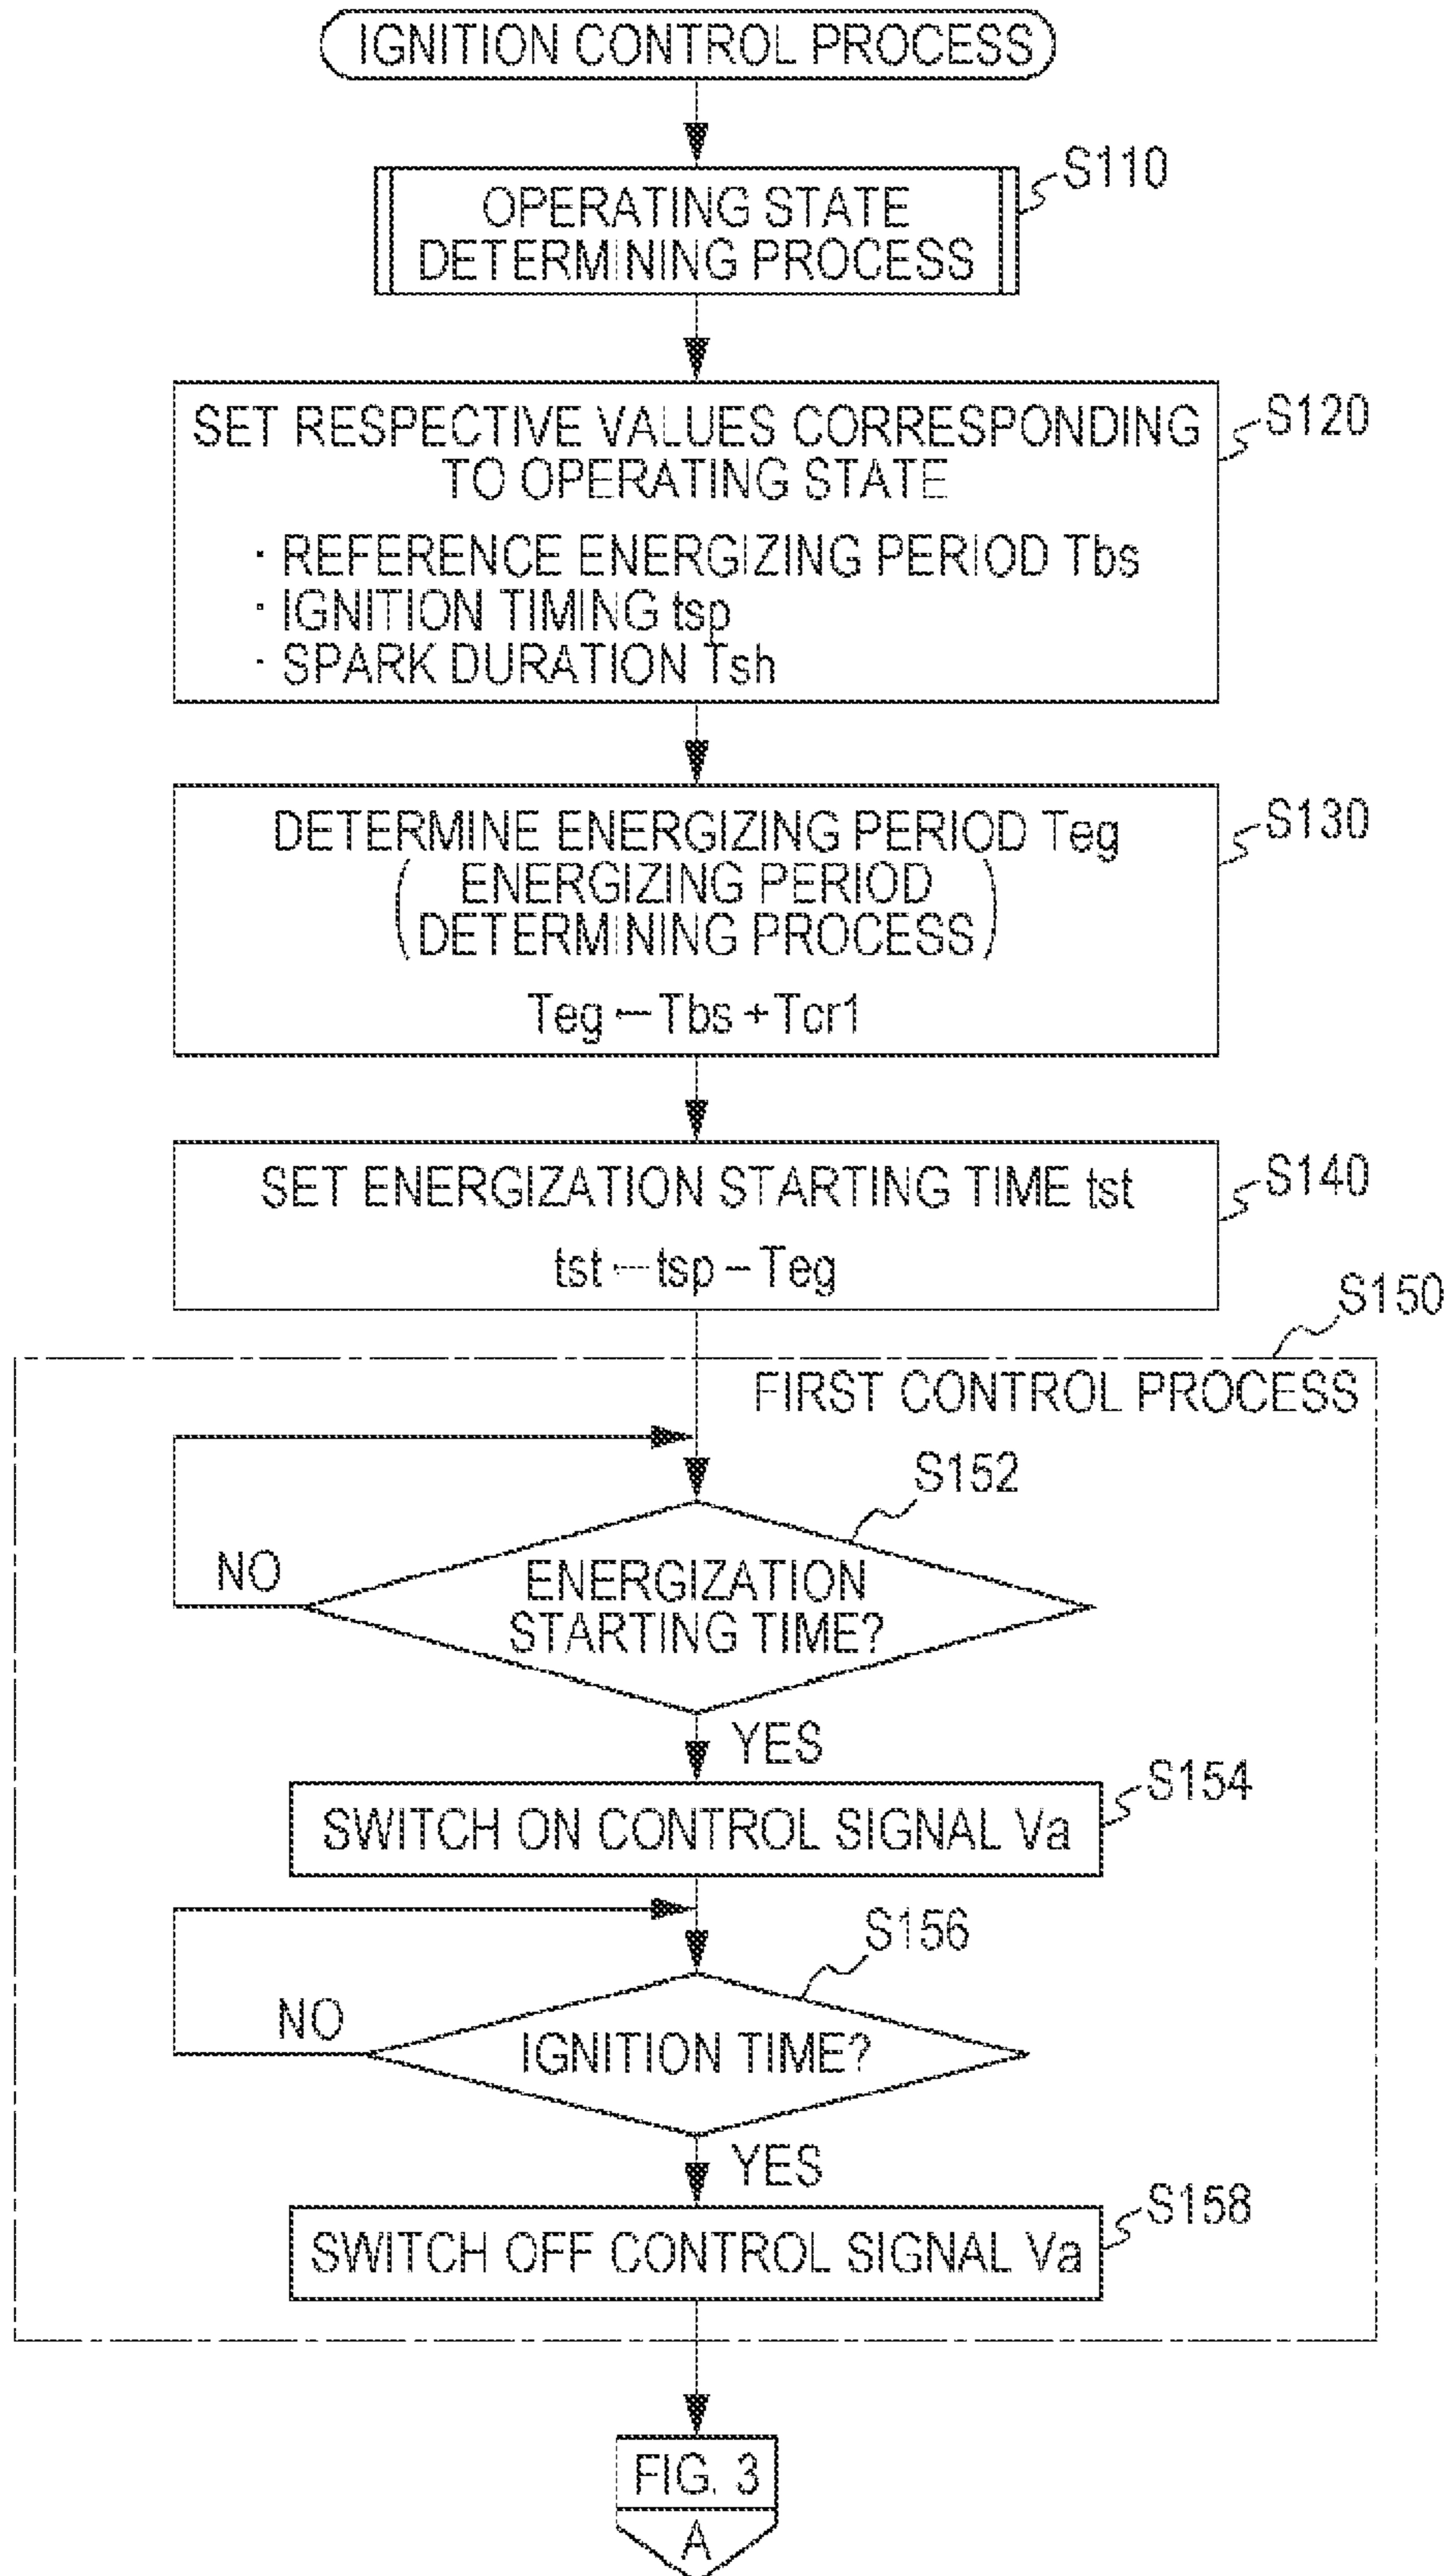 IGNITION CONTROL PROCESS
S110
OPERATING STATE
DETERMINING PROCESS
S120
SET RESPECTIVE VALUES CORRESPONDING
TO OPERATING STATE
· REFERENCE ENERGIZING PERIOD Tbs
· IGNITION TIMING tsp
· SPARK DURATION Tsh
S130
DETERMINE ENERGIZING PERIOD Teg
( ENERGIZING PERIOD
DETERMINING PROCESS )
Teg ← Tbs + Tcr1
S140
SET ENERGIZATION STARTING TIME tst
tst ← tsp − Teg
S150
FIRST CONTROL PROCESS
S152
NO
ENERGIZATION
STARTING TIME?
YES
S154
SWITCH ON CONTROL SIGNAL Va
S156
NO
IGNITION TIME?
YES
S158
SWITCH OFF CONTROL SIGNAL Va
FIG. 3
A